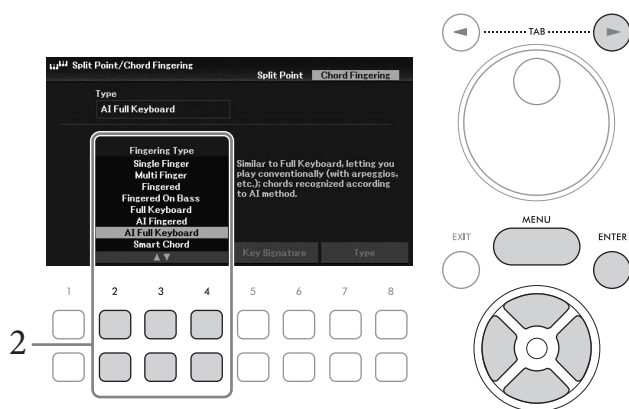 TAB
Split Point/Chord Fingering
Split Point Chord Fingering
Type
AI Full Keyboard
Fingering Type
Single Finger
Multi Finger
Fingered
Fingered On Bass
Full Keyboard
AI Fingered
AI Full Keyboard
Smart Chord
Similar to Full Keyboard, letting you
play conventionally (with arpeggios,
etc.); chords recognized according
to AI method.
Key Signature Type
MENU
EXIT ENTER
1 2 3 4 5 6 7 8
2